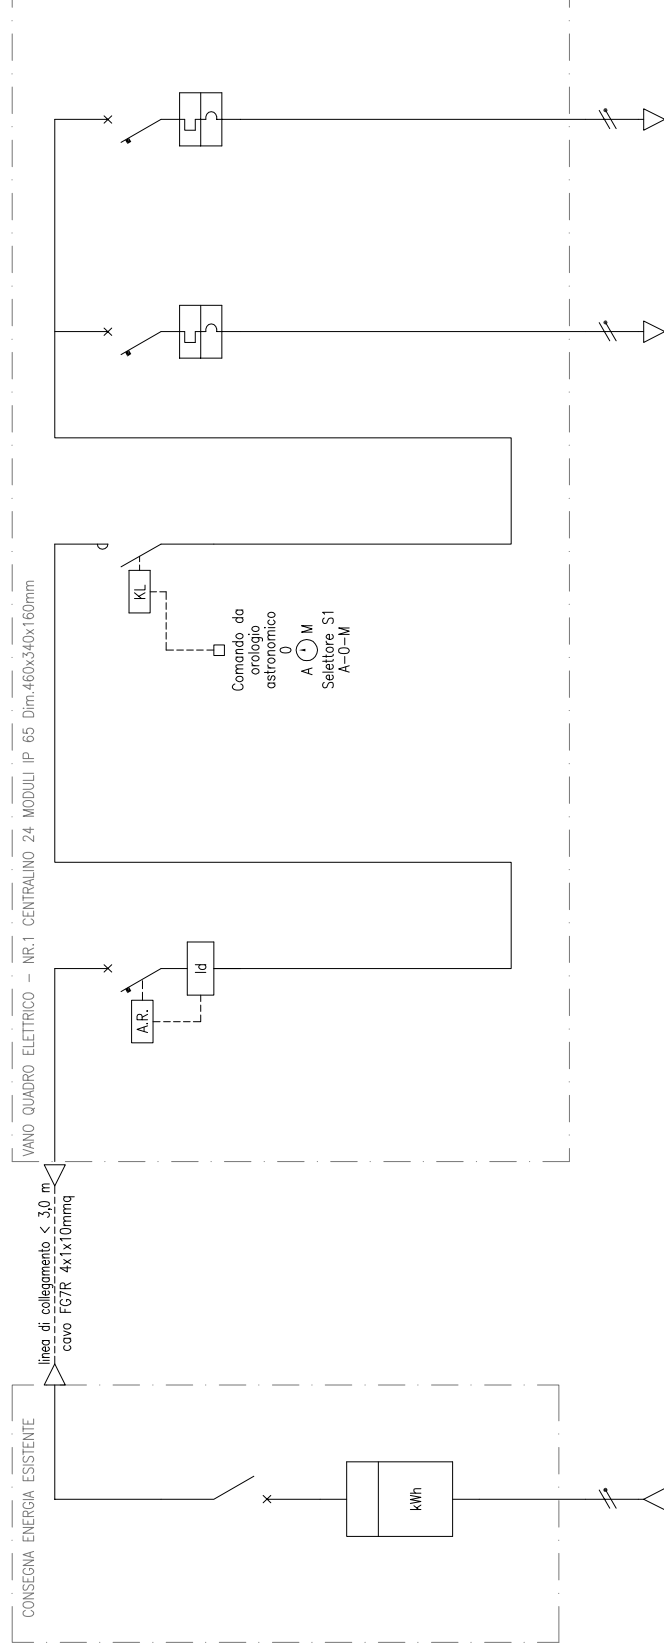 CONSEGNA ENERGIA ESISTENTE
kWh
linea di collegamento < 3,0 m
cavo FG7R 4x1x10mmq
VANO QUADRO ELETTRICO - NR.1 CENTRALINO 24 MODULI IP 65 Dim.460x340x160mm
A.R.
Id
KL
Comando da
orologio
astronomico
0
A M
Selettore S1
A-0-M